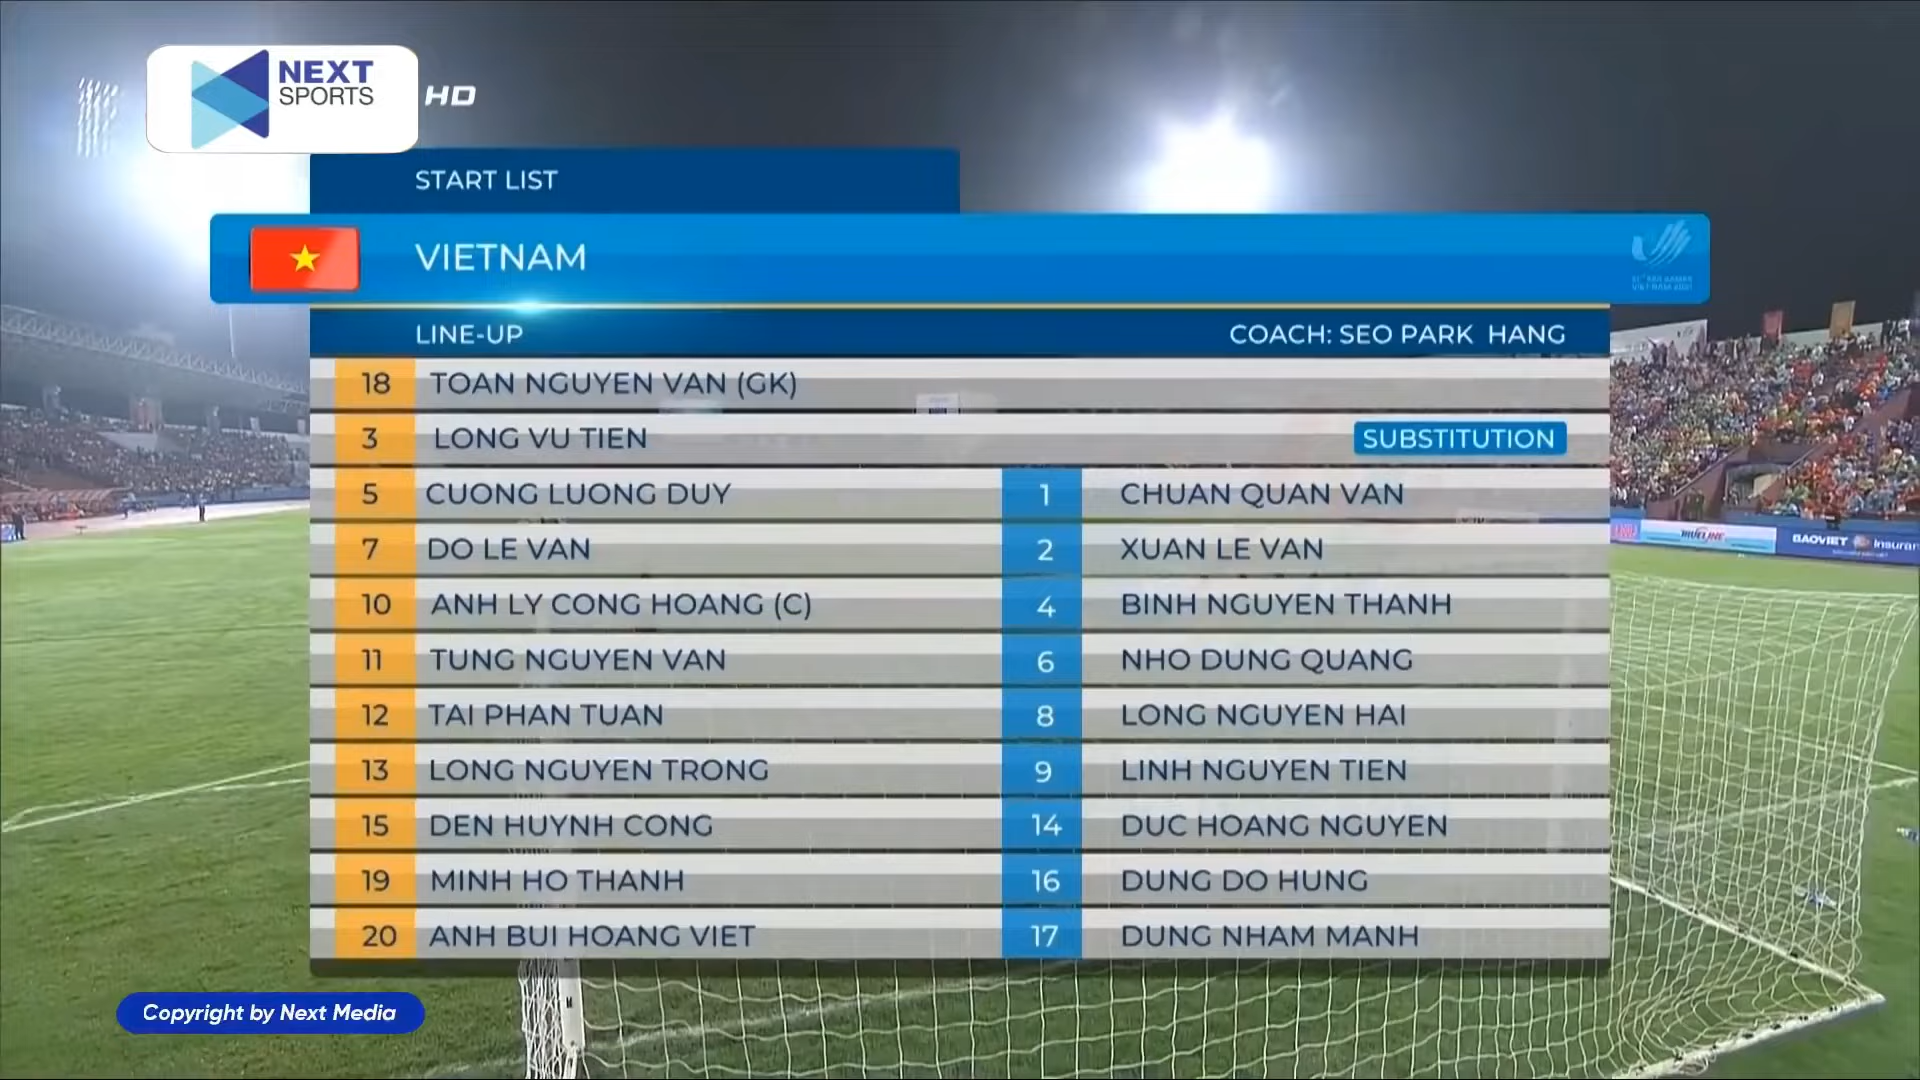 NEXT
SPORTS
HD
START LIST
VIETNAM
LINE-UP
COACH: SEO PARK HANG
18 TOAN NGUYEN VAN (GK)
3 LONG VU TIEN
SUBSTITUTION
5 CUONG LUONG DUY
1 CHUAN QUAN VAN
7 DO LE VAN
2 XUAN LE VAN
10 ANH LY CONG HOANG (C)
4 BINH NGUYEN THANH
11 TUNG NGUYEN VAN
6 NHO DUNG QUANG
12 TAI PHAN TUAN
8 LONG NGUYEN HAI
13 LONG NGUYEN TRONG
9 LINH NGUYEN TIEN
15 DEN HUYNH CONG
14 DUC HOANG NGUYEN
19 MINH HO THANH
16 DUNG DO HUNG
20 ANH BUI HOANG VIET
17 DUNG NHAM MANH
BAOVIET
Copyright by Next Media